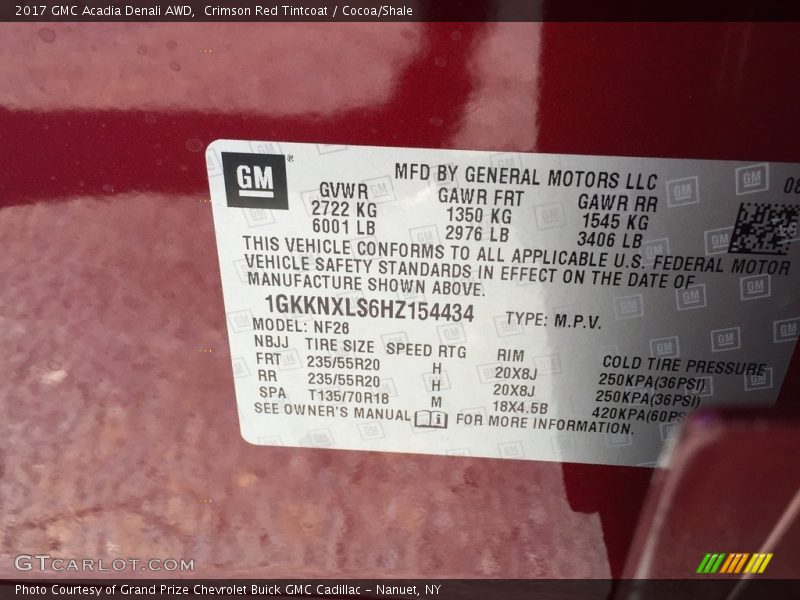 2017 GMC Acadia Denali AWD, Crimson Red Tintcoat / Cocoa/Shale
GM®
MFD BY GENERAL MOTORS LLC
08
GVWR GAWR FRT GAWR RR
2722 KG 1350 KG 1545 KG
6001 LB 2976 LB 3406 LB
THIS VEHICLE CONFORMS TO ALL APPLICABLE U.S. FEDERAL MOTOR
VEHICLE SAFETY STANDARDS IN EFFECT ON THE DATE OF
MANUFACTURE SHOWN ABOVE.
1GKKNXLS6HZ154434 TYPE: M.P.V.
MODEL: NF28
NBJJ TIRE SIZE SPEED RTG RIM COLD TIRE PRESSURE
FRT 235/55R20 H 20X8J 250KPA(36PSI)
RR 235/55R20 H 20X8J 250KPA(36PSI)
SPA T135/70R18 M 18X4.5B 420KPA(60PS
SEE OWNER'S MANUAL i FOR MORE INFORMATION.
GTCARLOT.COM
Photo Courtesy of Grand Prize Chevrolet Buick GMC Cadillac – Nanuet, NY